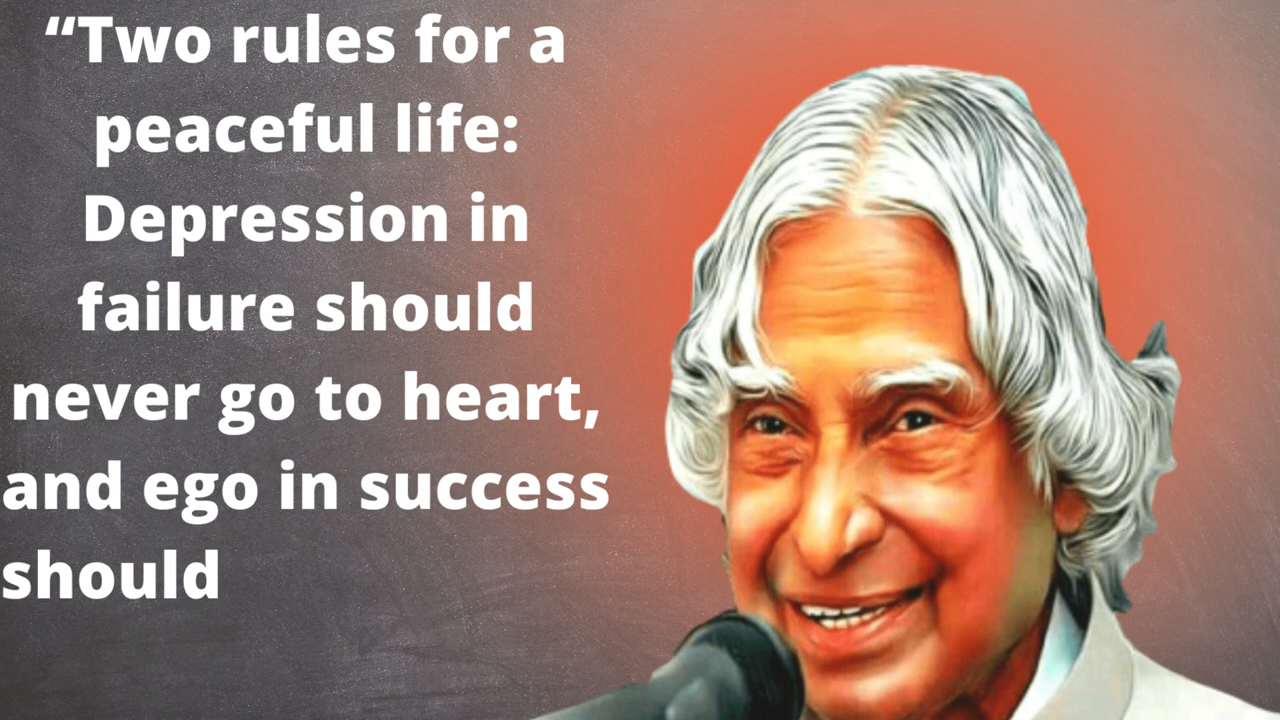 “Two rules for a
peaceful life:
Depression in
failure should
never go to heart,
and ego in success
should